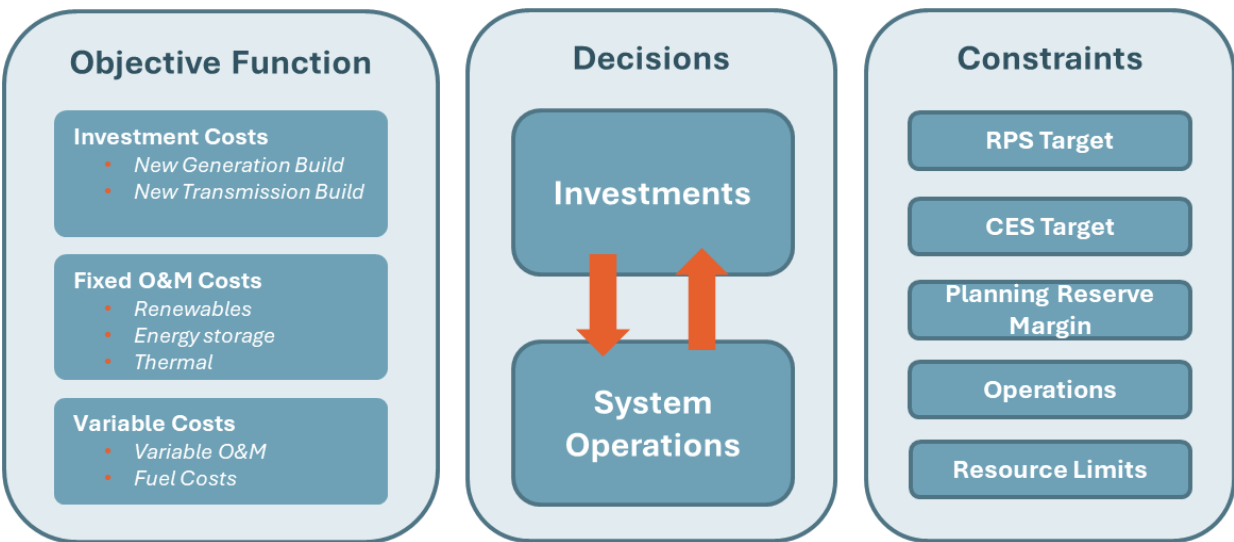 Objective Function
Investment Costs
• New Generation Build
• New Transmission Build
Fixed O&M Costs
• Renewables
• Energy storage
• Thermal
Variable Costs
• Variable O&M
• Fuel Costs
Decisions
Investments
System
Operations
Constraints
RPS Target
CES Target
Planning Reserve
Margin
Operations
Resource Limits